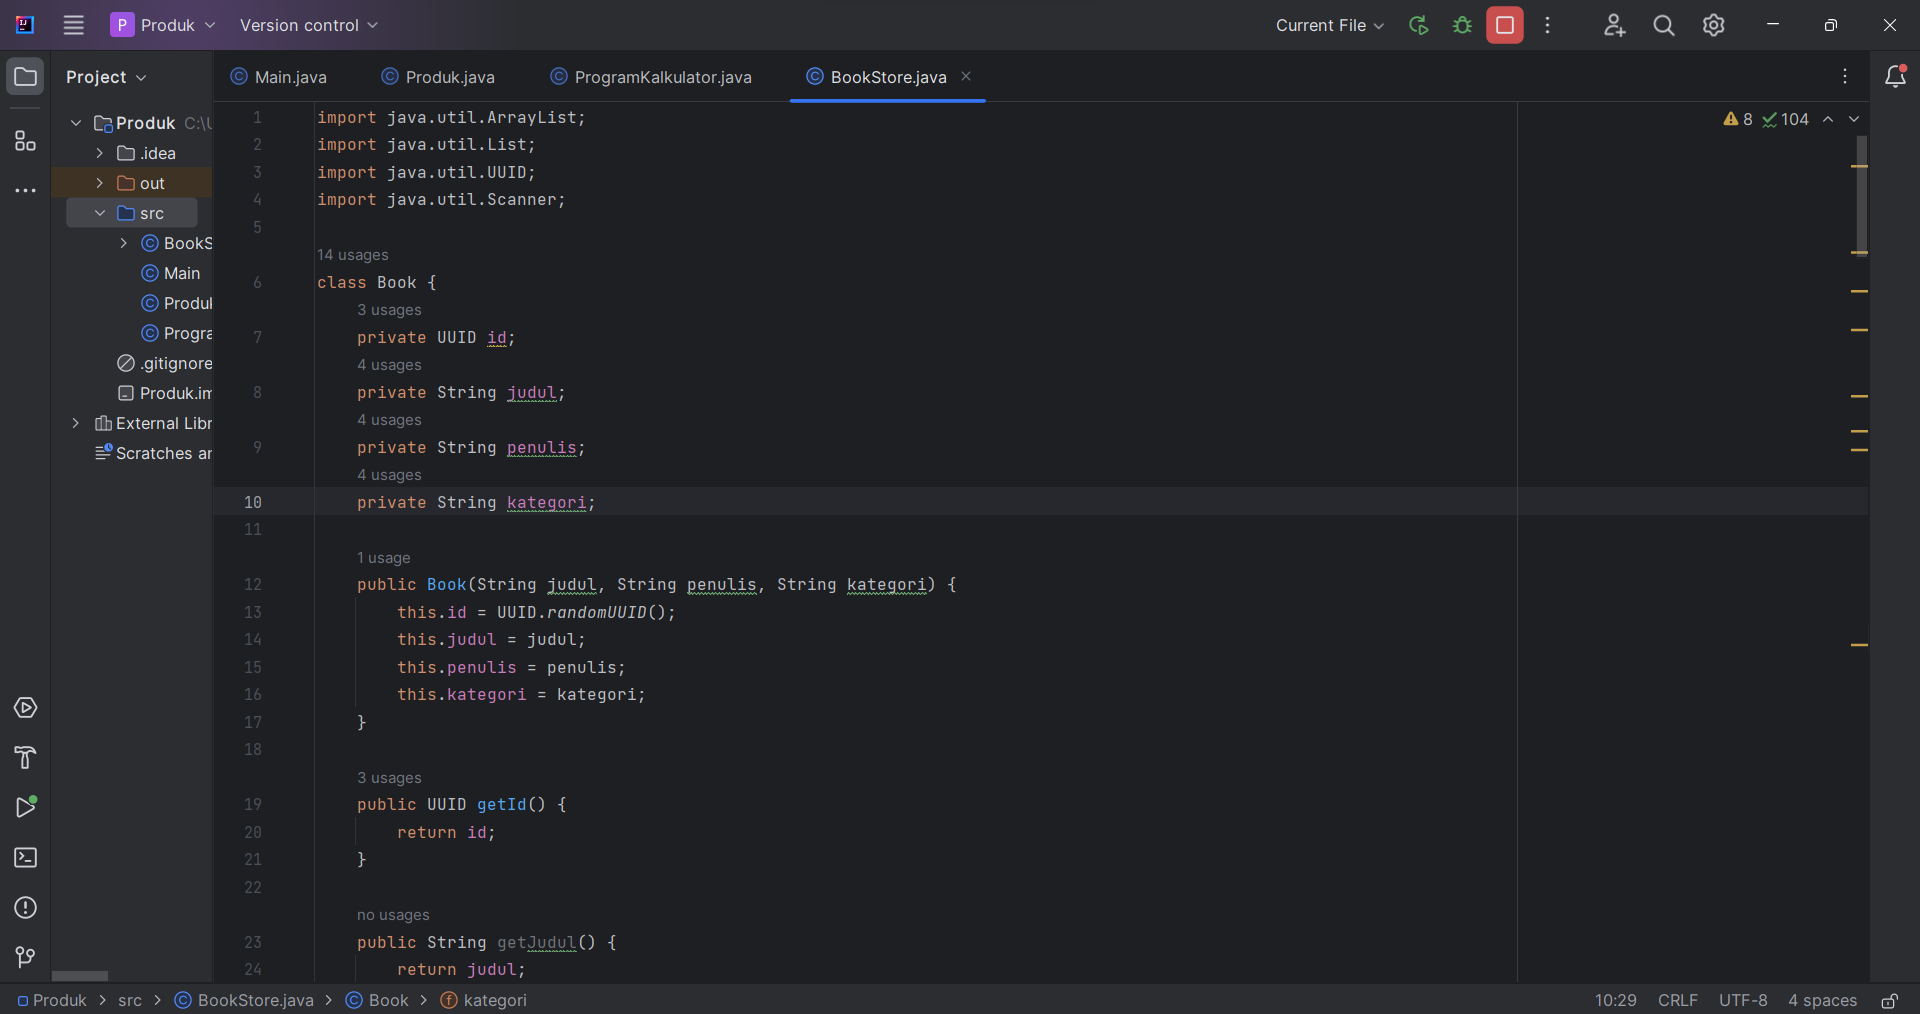 P Produk Version control Current File
Project Main.java Produk.java ProgramKalkulator.java BookStore.java
Produk C:\U
.idea
out
src
BookS
Main
Produk
Progra
.gitignore
Produk.im
External Libr
Scratches an
8 104
1 import java.util.ArrayList;
2 import java.util.List;
3 import java.util.UUID;
4 import java.util.Scanner;
5
14 usages
6 class Book {
3 usages
7 private UUID id;
4 usages
8 private String judul;
4 usages
9 private String penulis;
4 usages
10 private String kategori;
11
1 usage
12 public Book(String judul, String penulis, String kategori) {
13 this.id = UUID.randomUUID();
14 this.judul = judul;
15 this.penulis = penulis;
16 this.kategori = kategori;
17 }
18
3 usages
19 public UUID getId() {
20 return id;
21 }
22
no usages
23 public String getJudul() {
24 return judul;
Produk > src > BookStore.java > Book > kategori 10:29 CRLF UTF-8 4 spaces